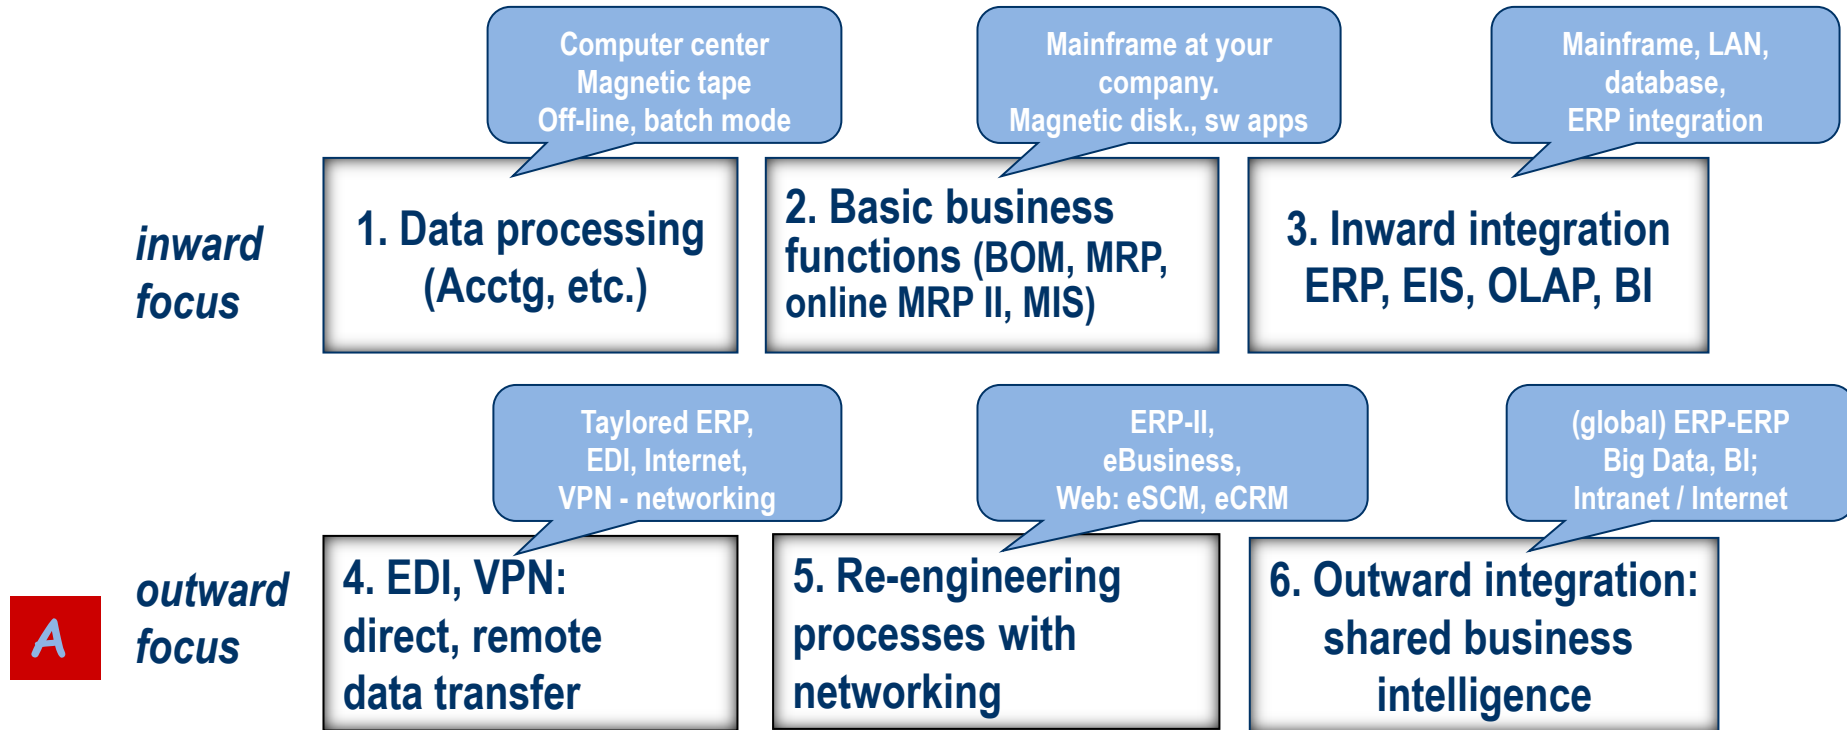 Computer center
Magnetic tape
Off-line, batch mode
Mainframe at your
company.
Magnetic disk., sw apps
Mainframe, LAN,
database,
ERP integration
inward
focus
1. Data processing
(Acctg, etc.)
2. Basic business
functions (BOM, MRP,
online MRP II, MIS)
3. Inward integration
ERP, EIS, OLAP, BI
Taylored ERP,
EDI, Internet,
VPN - networking
ERP-II,
eBusiness,
Web: eSCM, eCRM
(global) ERP-ERP
Big Data, BI;
Intranet / Internet
A
outward
focus
4. EDI, VPN:
direct, remote
data transfer
5. Re-engineering
processes with
networking
6. Outward integration:
shared business
intelligence